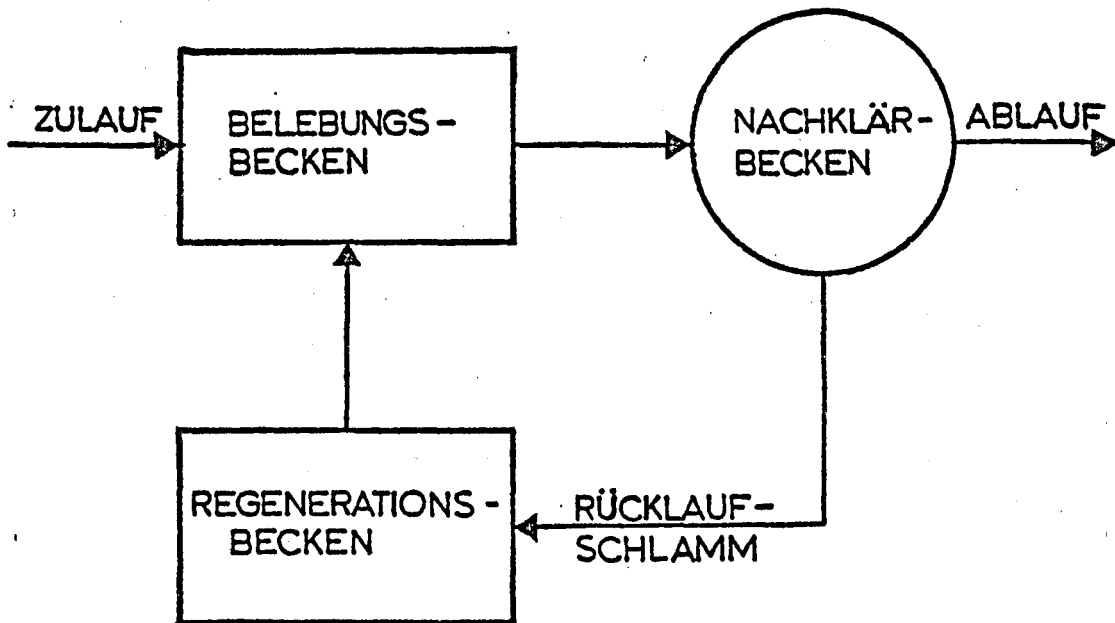 ZULAUF
BELEBUNGS-
BECKEN
NACHKLÄR-
BECKEN
ABLAUF
REGENERATIONS-
BECKEN
RÜCKLAUF-
SCHLAMM